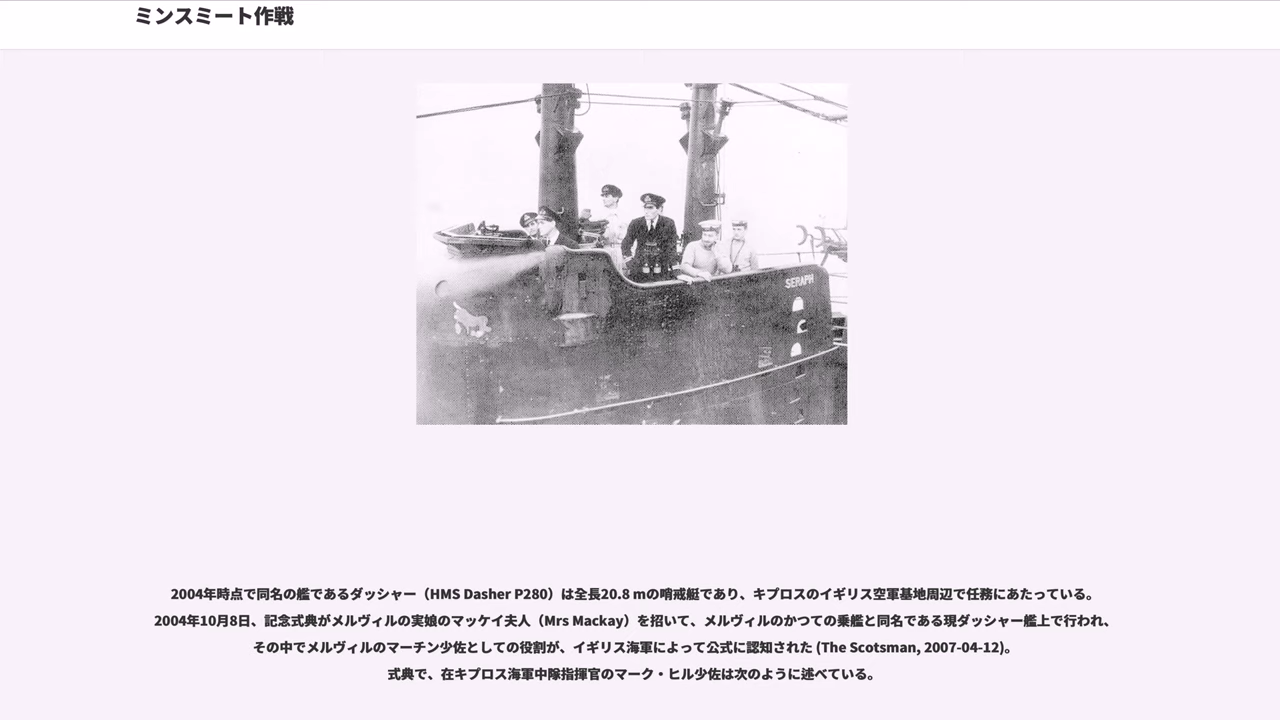 ミンスミート作戦
SERAPH
2004年時点で同名の艦であるダッシャー（HMS Dasher P280）は全長20.8 mの哨戒艇であり、キプロスのイギリス空軍基地周辺で任務にあたっている。
2004年10月8日、記念式典がメルヴィルの実娘のマッケイ夫人（Mrs Mackay）を招いて、メルヴィルのかつての乗艦と同名である現ダッシャー艦上で行われ、
その中でメルヴィルのマーチン少佐としての役割が、イギリス海軍によって公式に認知された (The Scotsman, 2007-04-12)。
式典で、在キプロス海軍中隊指揮官のマーク・ヒル少佐は次のように述べている。